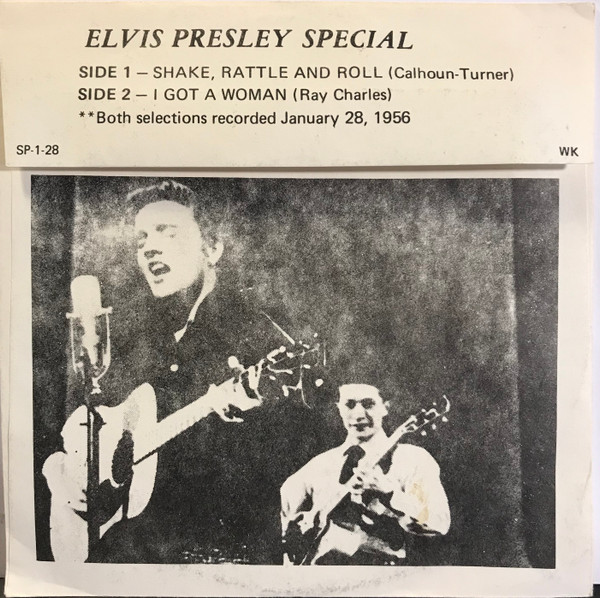 ELVIS PRESLEY SPECIAL
SIDE 1 – SHAKE, RATTLE AND ROLL (Calhoun-Turner)
SIDE 2 – I GOT A WOMAN (Ray Charles)
**Both selections recorded January 28, 1956
SP-1-28 WK